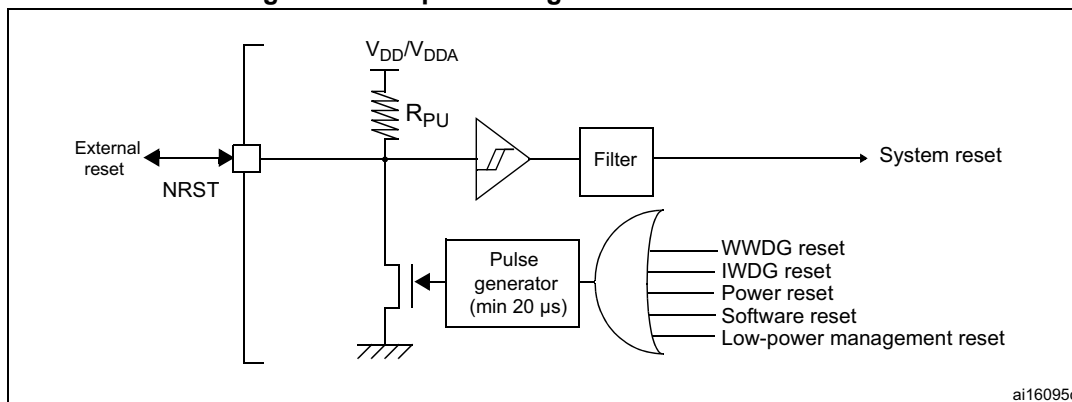 V_DD/V_DDA
R_PU
External
reset
NRST
Filter
System reset
Pulse
generator
(min 20 µs)
WWDG reset
IWDG reset
Power reset
Software reset
Low-power management reset